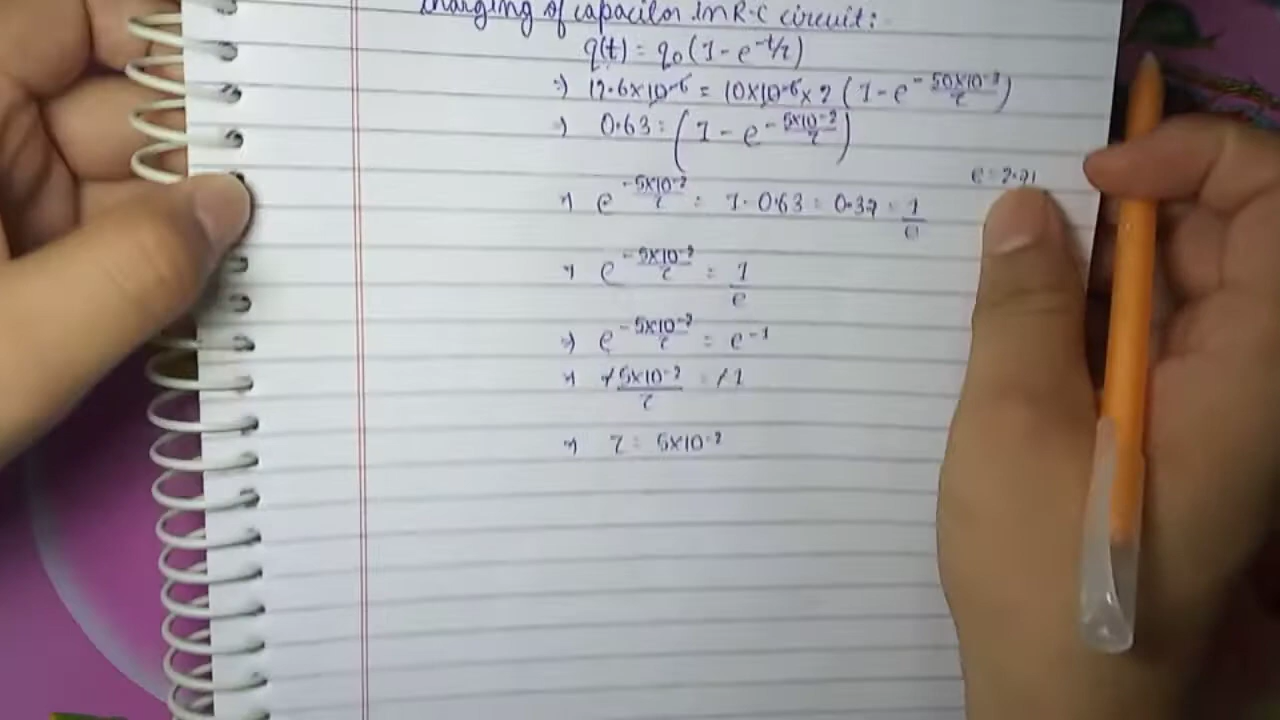 Charging of capacitor in R-C circuit:
q(t) = q₀(1 - e^-t/τ)
⇒ 12.6×10^-6 = 10×10^-6×2 (1 - e^-50×10^-3/τ)
⇒ 0.63 = (1 - e^-5×10^-2/τ)
e = 2.71
⇒ e^-5×10^-2/τ = 1 - 0.63 = 0.37 = 1/e
⇒ e^-5×10^-2/τ = 1/e
⇒ e^-5×10^-2/τ = e^-1
⇒ -5×10^-2/τ = -1
⇒ τ = 5×10^-2